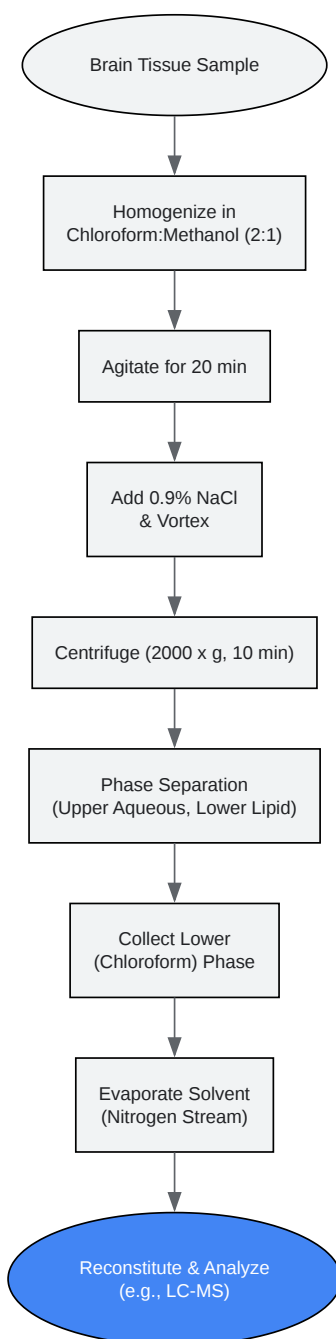 Brain Tissue Sample
Homogenize in
Chloroform:Methanol (2:1)
Agitate for 20 min
Add 0.9% NaCl
& Vortex
Centrifuge (2000 x g, 10 min)
Phase Separation
(Upper Aqueous, Lower Lipid)
Collect Lower
(Chloroform) Phase
Evaporate Solvent
(Nitrogen Stream)
Reconstitute & Analyze
(e.g., LC-MS)